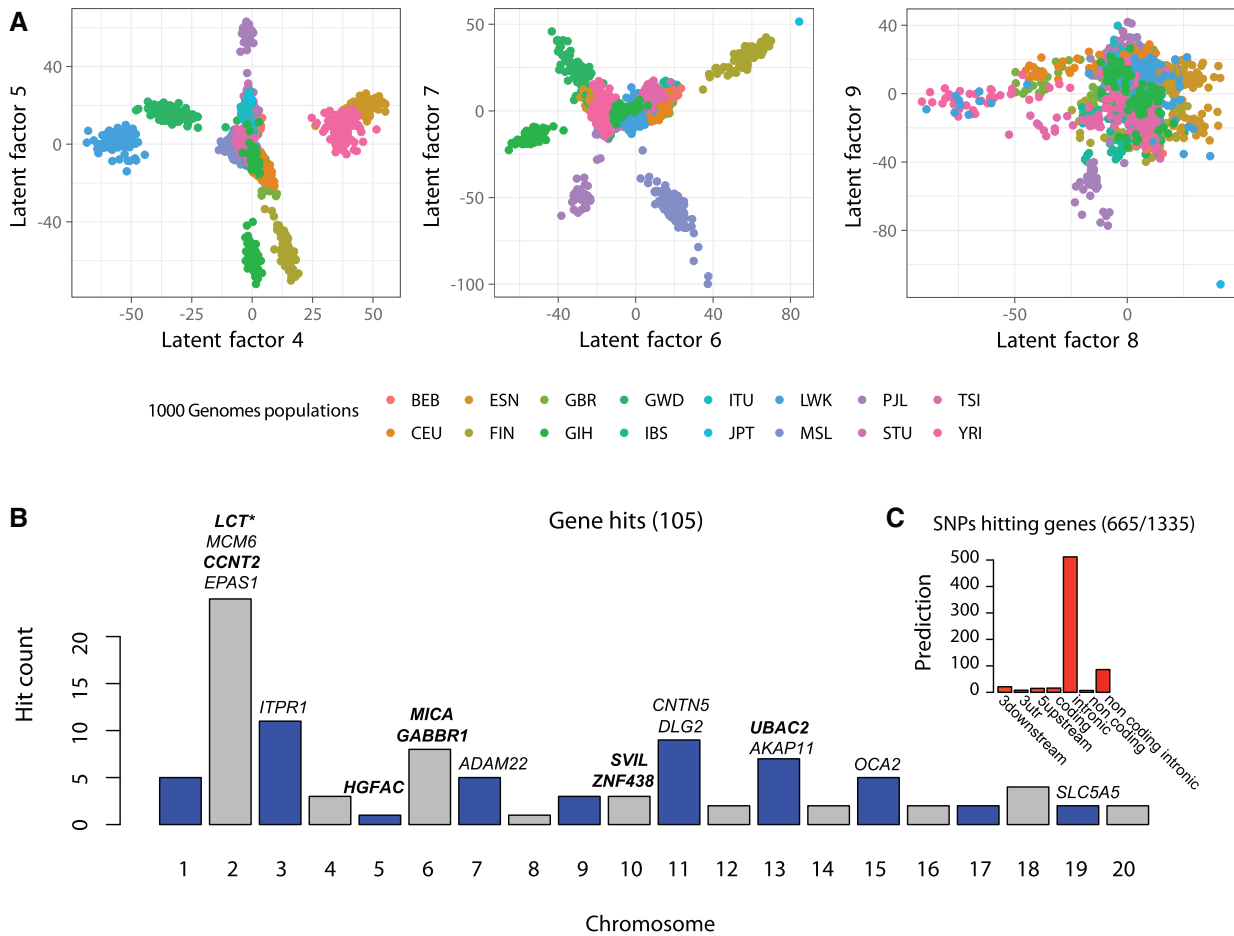 A
40
0
-40
Latent factor 5
-50
-25
0
25
50
Latent factor 4
50
0
-50
-100
Latent factor 7
-40
0
40
80
Latent factor 6
40
0
-40
-80
Latent factor 9
-50
0
Latent factor 8
1000 Genomes populations
BEB ESN GBR GWD ITU LWK PJL TSI
CEU FIN GIH IBS JPT MSL STU YRI
B
Gene hits (105)
Hit count
0
5
10
15
20
LCT*
MCM6
CCNT2
EPAS1
ITPR1
HGFAC
MICA
GABBR1
ADAM22
SVIL
ZNF438
CNTN5
DLG2
UBAC2
AKAP11
OCA2
SLC5A5
1 2 3 4 5 6 7 8 9 10 11 12 13 14 15 16 17 18 19 20
Chromosome
C
SNPs hitting genes (665/1335)
Prediction
500
400
300
200
100
0
3downstream
3utr
5upstream
coding
intronic
non coding
non coding intronic